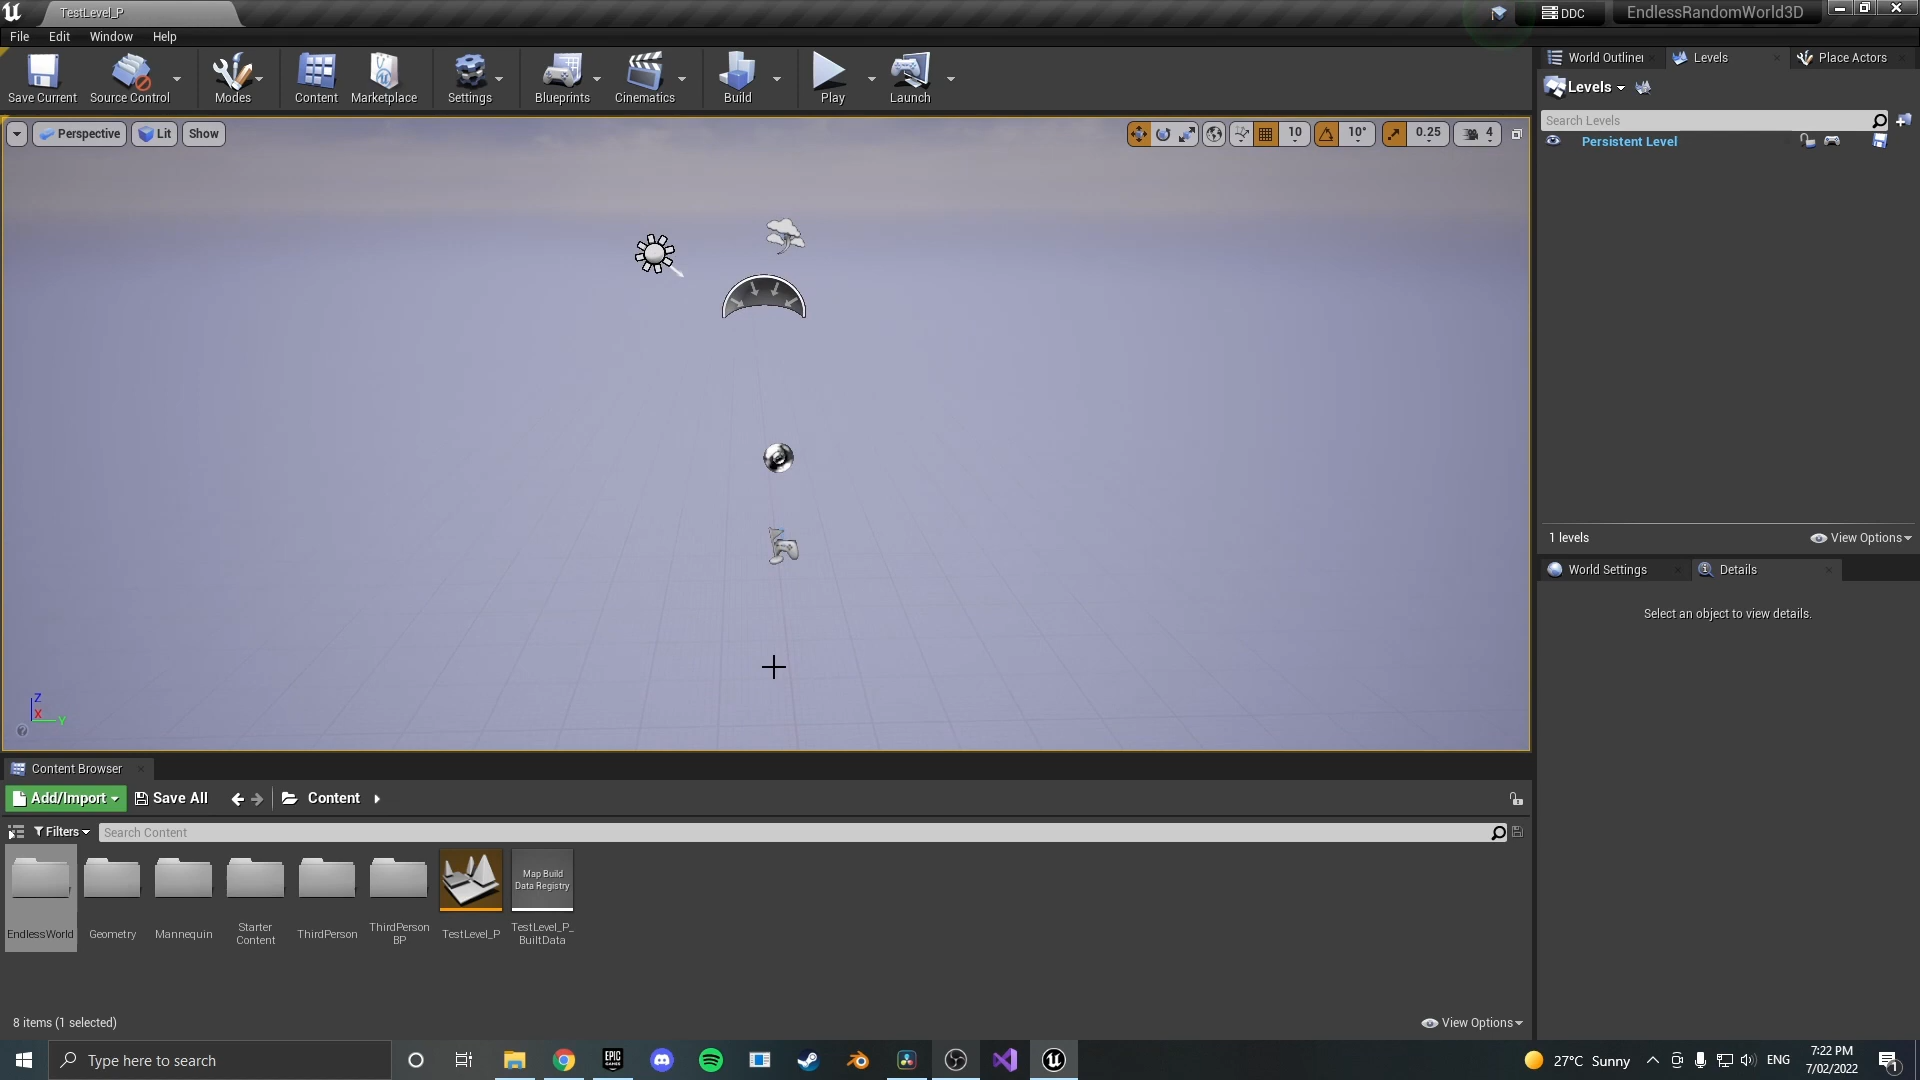 TestLevel_P
DDC
EndlessRandomWorld3D
File Edit Window Help
Save Current
Source Control
Modes
Content
Marketplace
Settings
Blueprints
Cinematics
Build
Play
Launch
World Outliner
Levels
Place Actors
Levels
Search Levels
Persistent Level
1 levels
View Options
World Settings
Details
Select an object to view details.
Perspective
Lit
Show
10
10°
0.25
4
Z
X
Y
Content Browser
Add/Import
Save All
Content
Filters
Search Content
EndlessWorld
Geometry
Mannequin
Starter
Content
ThirdPerson
ThirdPerson
BP
TestLevel_P
Map Build
Data Registry
TestLevel_P_
BuiltData
8 items (1 selected)
View Options
Type here to search
EPIC
GAMES
27°C Sunny
ENG
7:22 PM
7/02/2022
1